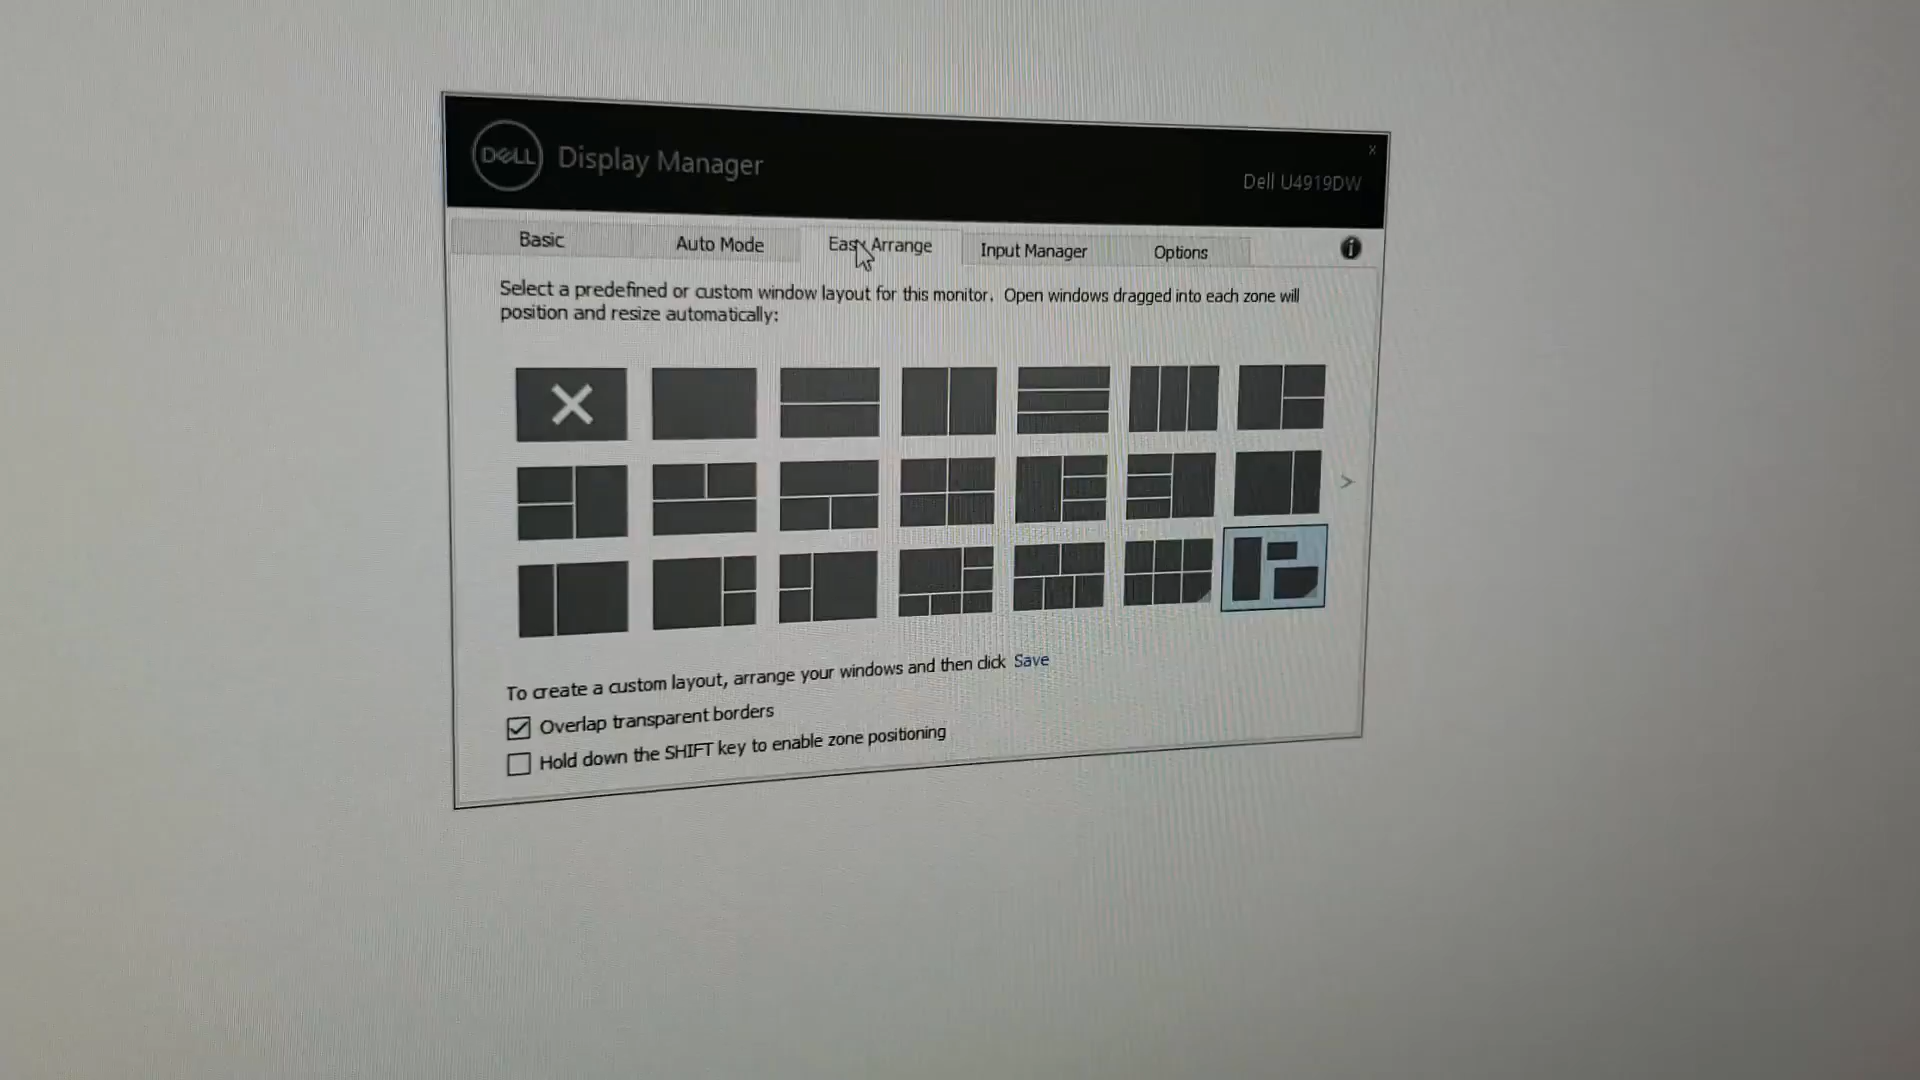 DELL Display Manager
x
Dell U4919DW
Basic Auto Mode Easy Arrange Input Manager Options i
Select a predefined or custom window layout for this monitor. Open windows dragged into each zone will
position and resize automatically:
>
To create a custom layout, arrange your windows and then click Save
Overlap transparent borders
Hold down the SHIFT key to enable zone positioning